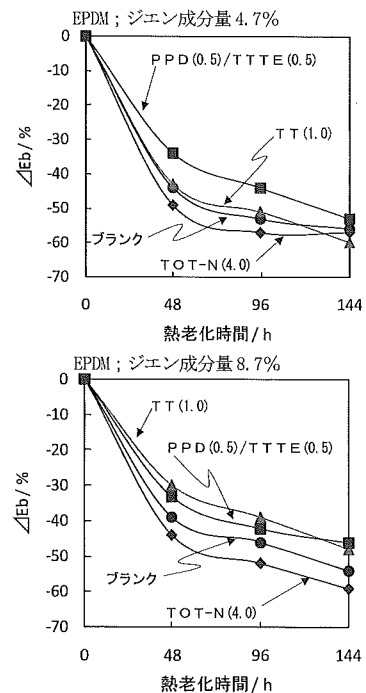 EPDM；ジエン成分量4.7%
0
-10
-20
-30
-40
-50
-60
-70
⊿Eb/%
PPD(0.5)/TTTE(0.5)
TT(1.0)
ブランク
TOT-N(4.0)
0
48
96
144
熱老化時間/h
EPDM；ジエン成分量8.7%
0
-10
-20
-30
-40
-50
-60
-70
⊿Eb/%
TT(1.0)
PPD(0.5)/TTTE(0.5)
ブランク
TOT-N(4.0)
0
48
96
144
熱老化時間/h